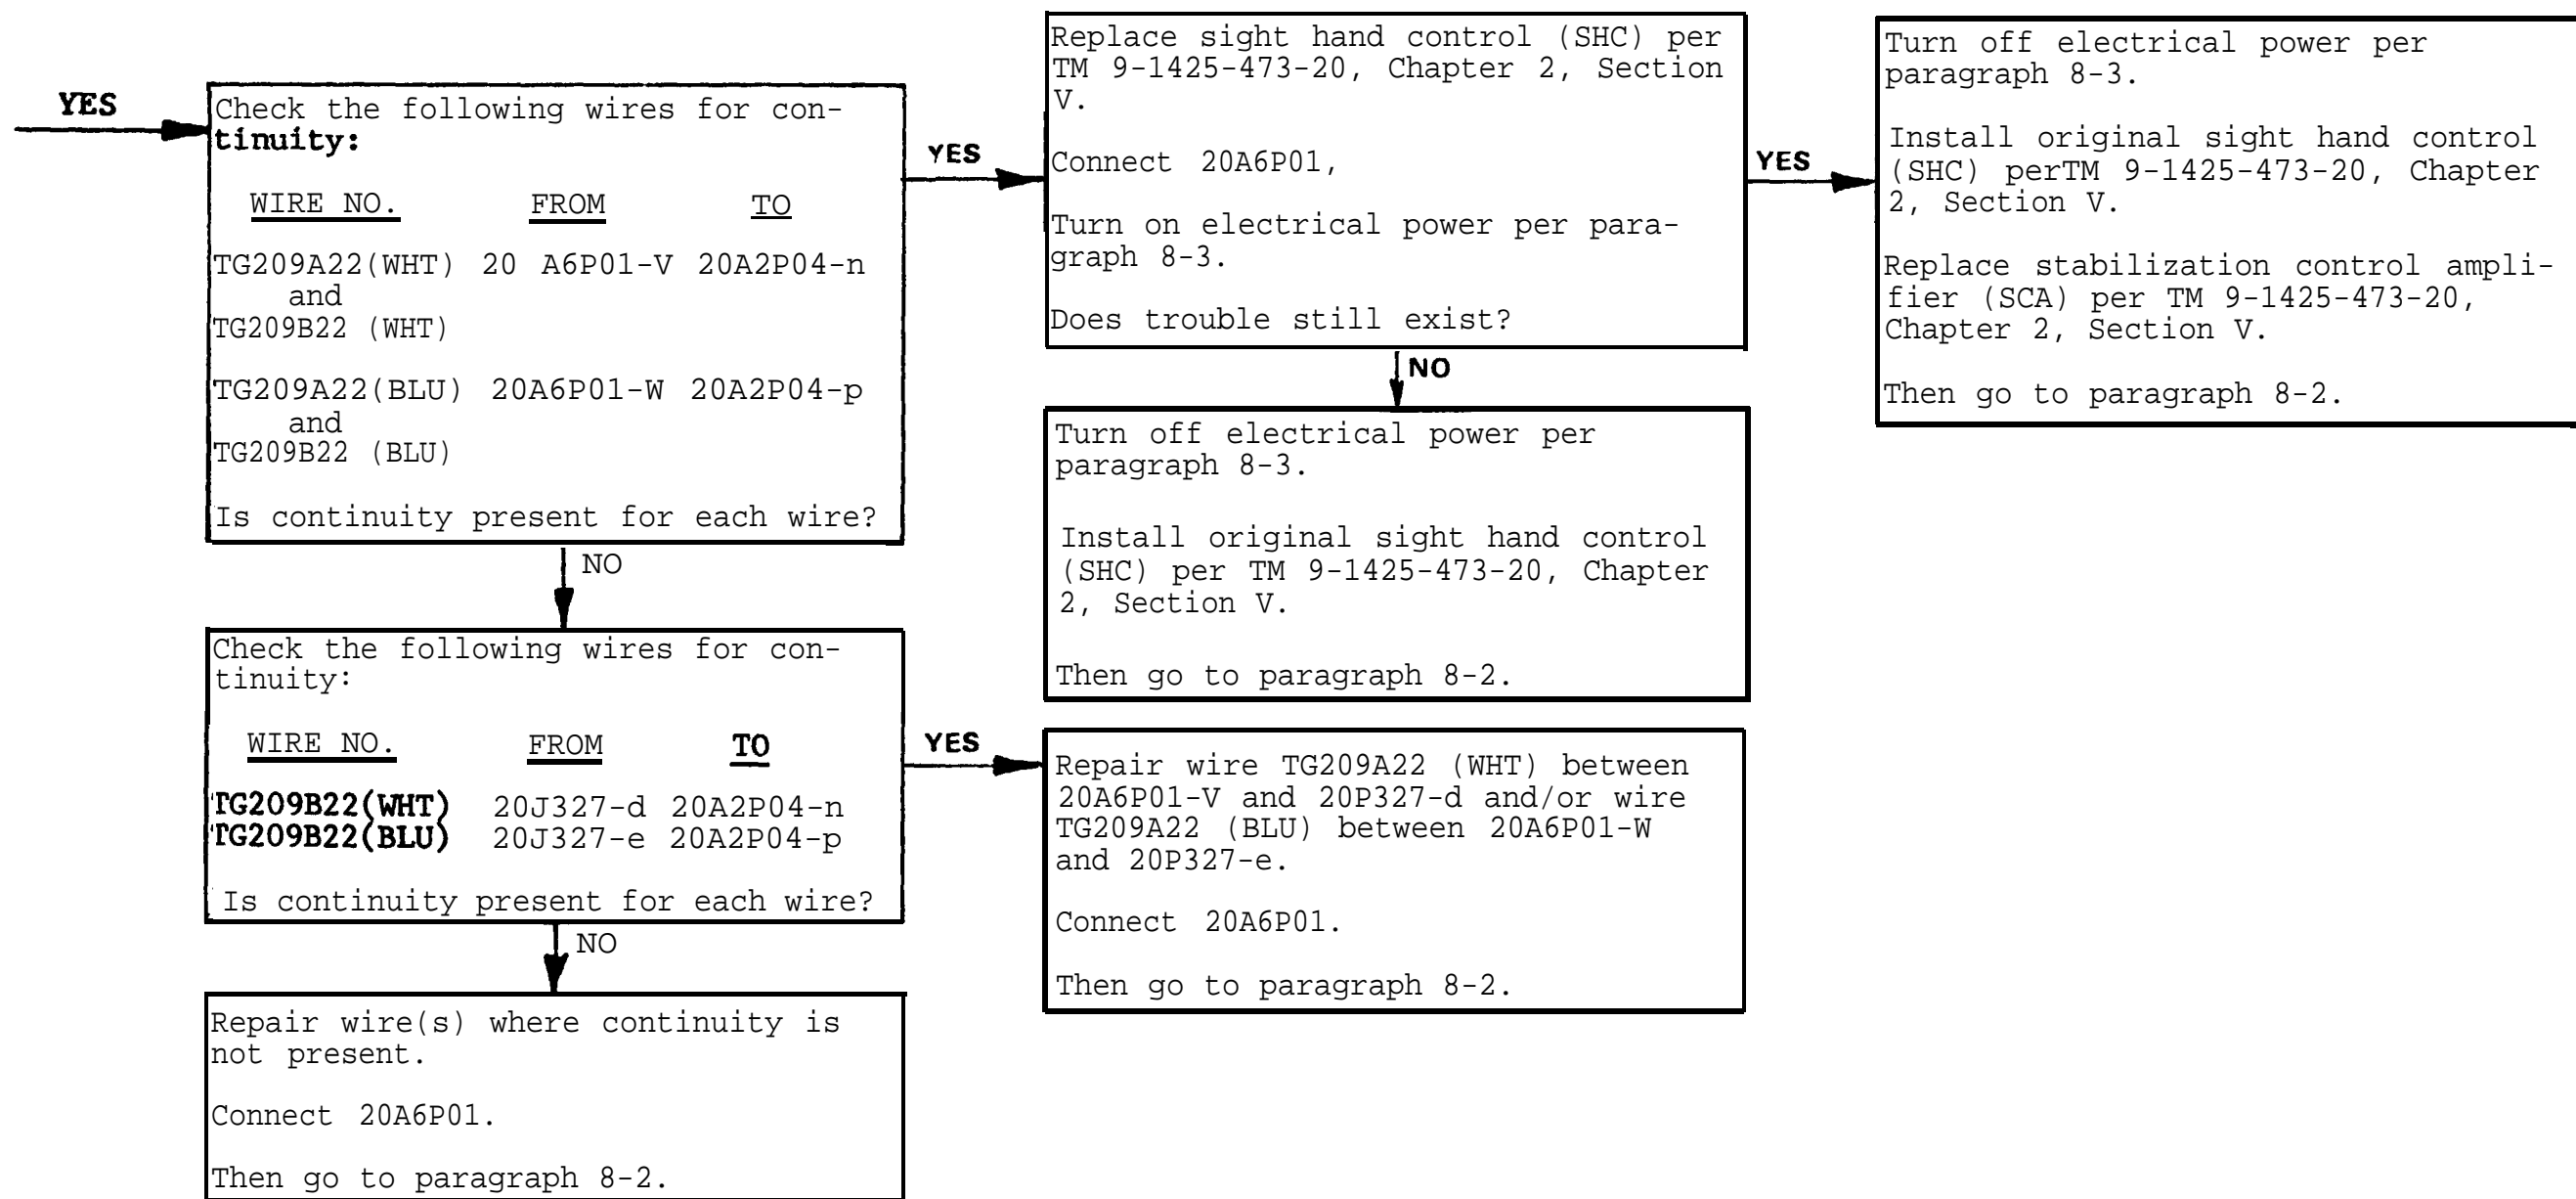 YES
Check the following wires for con-
tinuity:
WIRE NO. FROM TO
TG209A22(WHT) 20 A6P01-V 20A2P04-n
and
TG209B22 (WHT)
TG209A22(BLU) 20A6P01-W 20A2P04-p
and
TG209B22 (BLU)
Is continuity present for each wire?
YES
Replace sight hand control (SHC) per
TM 9-1425-473-20, Chapter 2, Section
V.
Connect 20A6P01,
Turn on electrical power per para-
graph 8-3.
Does trouble still exist?
YES
Turn off electrical power per
paragraph 8-3.
Install original sight hand control
(SHC) perTM 9-1425-473-20, Chapter
2, Section V.
Replace stabilization control ampli-
fier (SCA) per TM 9-1425-473-20,
Chapter 2, Section V.
Then go to paragraph 8-2.
NO
Turn off electrical power per
paragraph 8-3.
Install original sight hand control
(SHC) per TM 9-1425-473-20, Chapter
2, Section V.
Then go to paragraph 8-2.
NO
Check the following wires for con-
tinuity:
WIRE NO. FROM TO
TG209B22(WHT) 20J327-d 20A2P04-n
TG209B22(BLU) 20J327-e 20A2P04-p
Is continuity present for each wire?
YES
Repair wire TG209A22 (WHT) between
20A6P01-V and 20P327-d and/or wire
TG209A22 (BLU) between 20A6P01-W
and 20P327-e.
Connect 20A6P01.
Then go to paragraph 8-2.
NO
Repair wire(s) where continuity is
not present.
Connect 20A6P01.
Then go to paragraph 8-2.